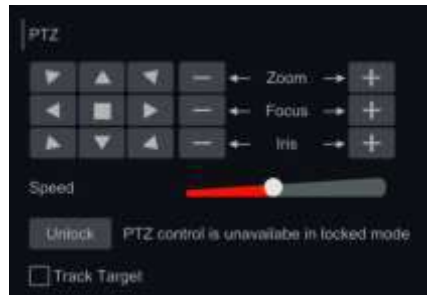 PTZ
Zoom
Focus
Iris
Speed
Unlock PTZ control is unavailabe in locked mode
Track Target